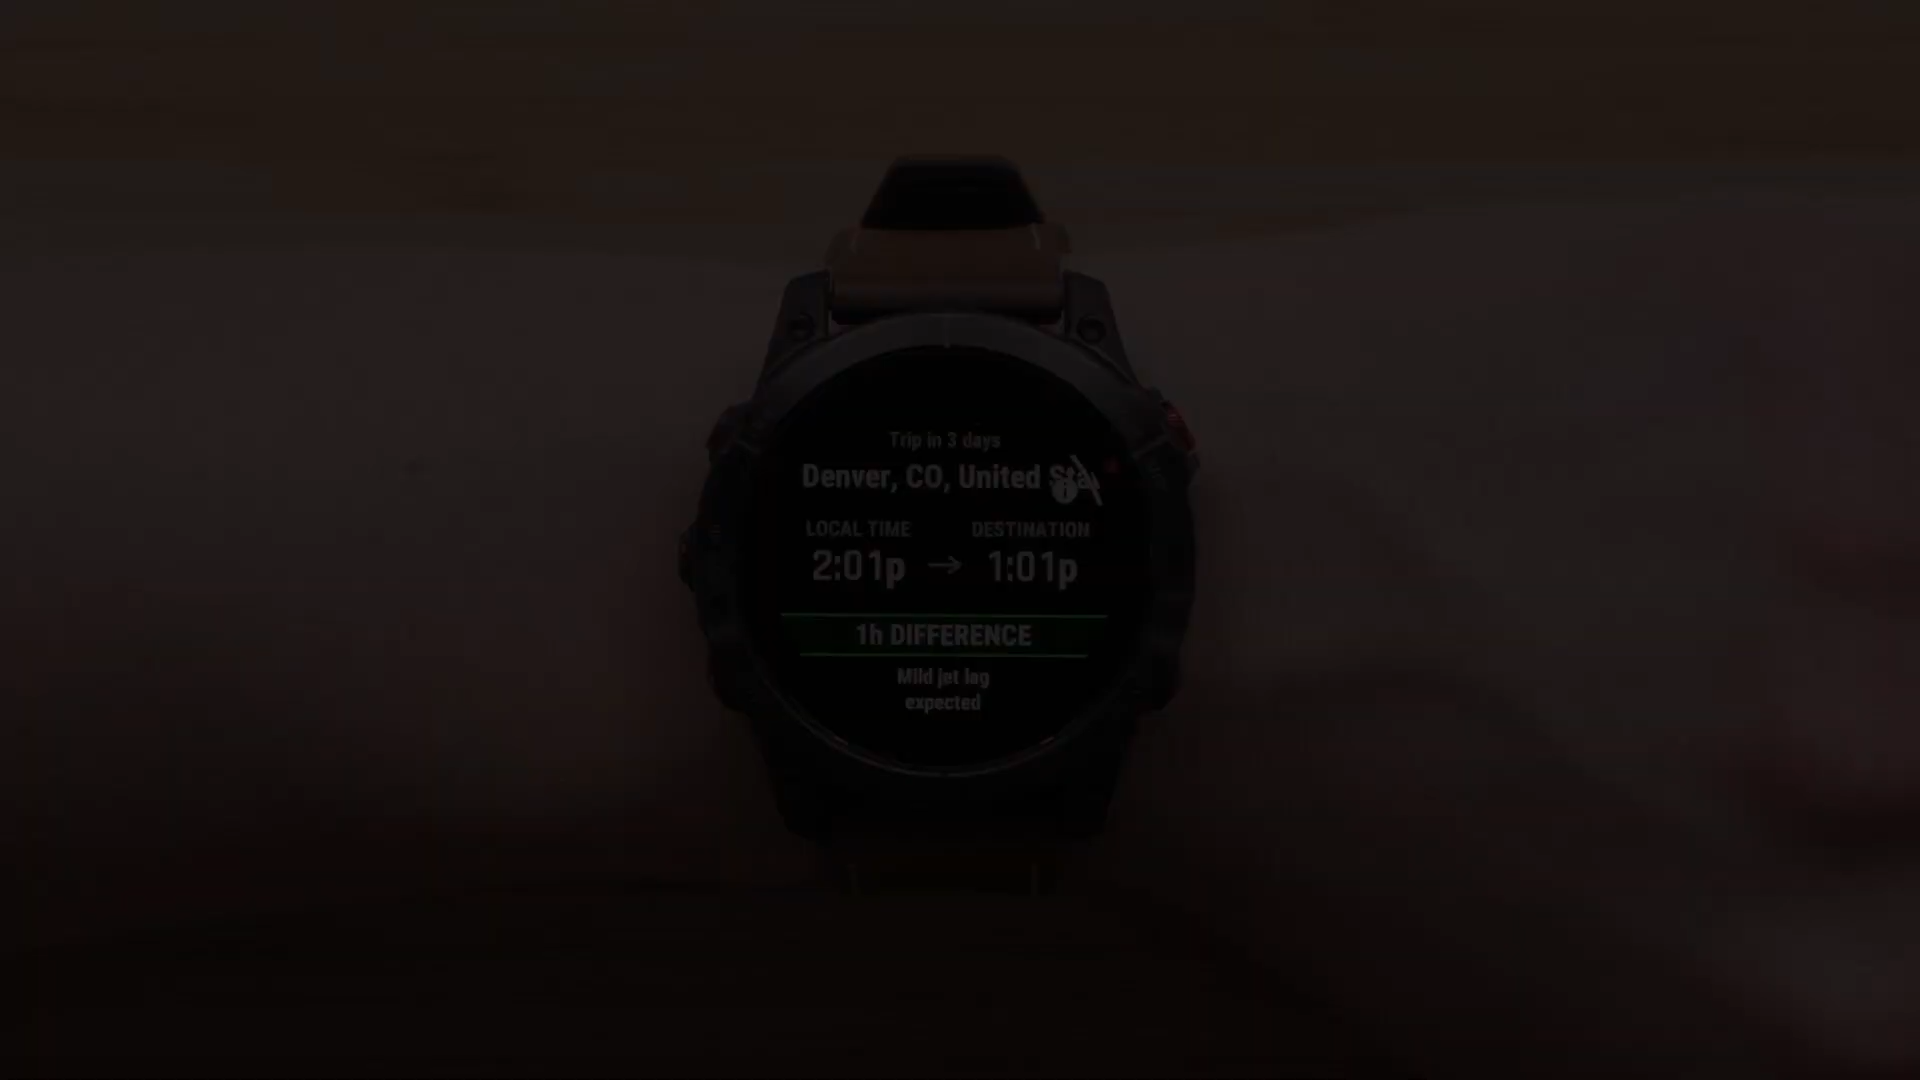 Trip in 3 days
Denver, CO, United Sta
LOCAL TIME DESTINATION
2:01p → 1:01p
1h DIFFERENCE
Mild jet lag
expected